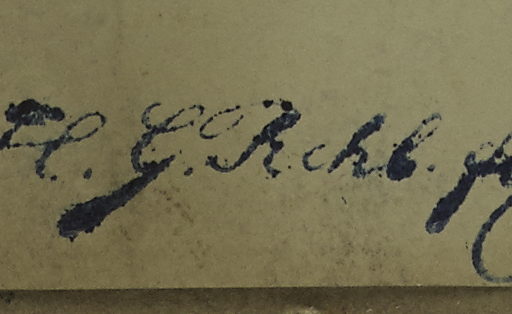 H. G. Rchb. f